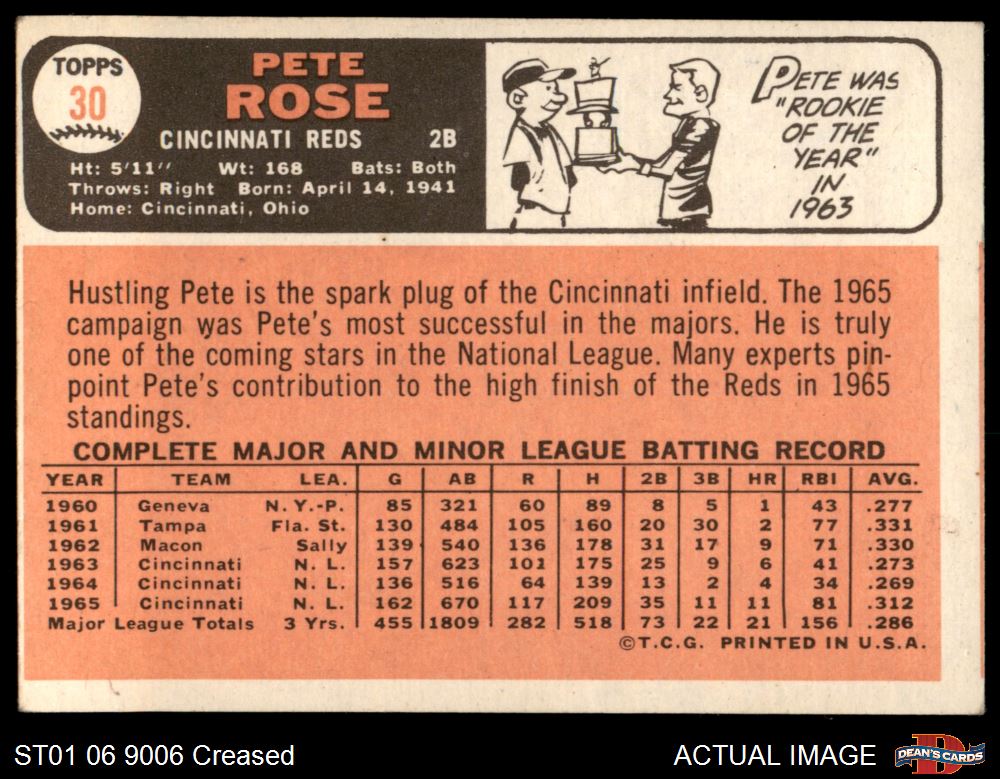 TOPPS
30
PETE
ROSE
CINCINNATI REDS 2B
Ht: 5'11" Wt: 168 Bats: Both
Throws: Right Born: April 14, 1941
Home: Cincinnati, Ohio
PETE WAS
"ROOKIE
OF THE
YEAR"
IN
1963
Hustling Pete is the spark plug of the Cincinnati infield. The 1965
campaign was Pete's most successful in the majors. He is truly
one of the coming stars in the National League. Many experts pin-
point Pete's contribution to the high finish of the Reds in 1965
standings.
COMPLETE MAJOR AND MINOR LEAGUE BATTING RECORD
YEAR TEAM LEA. G AB R H 2B 3B HR RBI AVG.
1960 Geneva N.Y.-P. 85 321 60 89 8 5 1 43 .277
1961 Tampa Fla. St. 130 484 105 160 20 30 2 77 .331
1962 Macon Sally 139 540 136 178 31 17 9 71 .330
1963 Cincinnati N. L. 157 623 101 175 25 9 6 41 .273
1964 Cincinnati N. L. 136 516 64 139 13 2 4 34 .269
1965 Cincinnati N. L. 162 670 117 209 35 11 11 81 .312
Major League Totals 3 Yrs. 455 1809 282 518 73 22 21 156 .286
©T.C.G. PRINTED IN U.S.A.
ST01 06 9006 Creased
ACTUAL IMAGE
DEAN'S CARDS